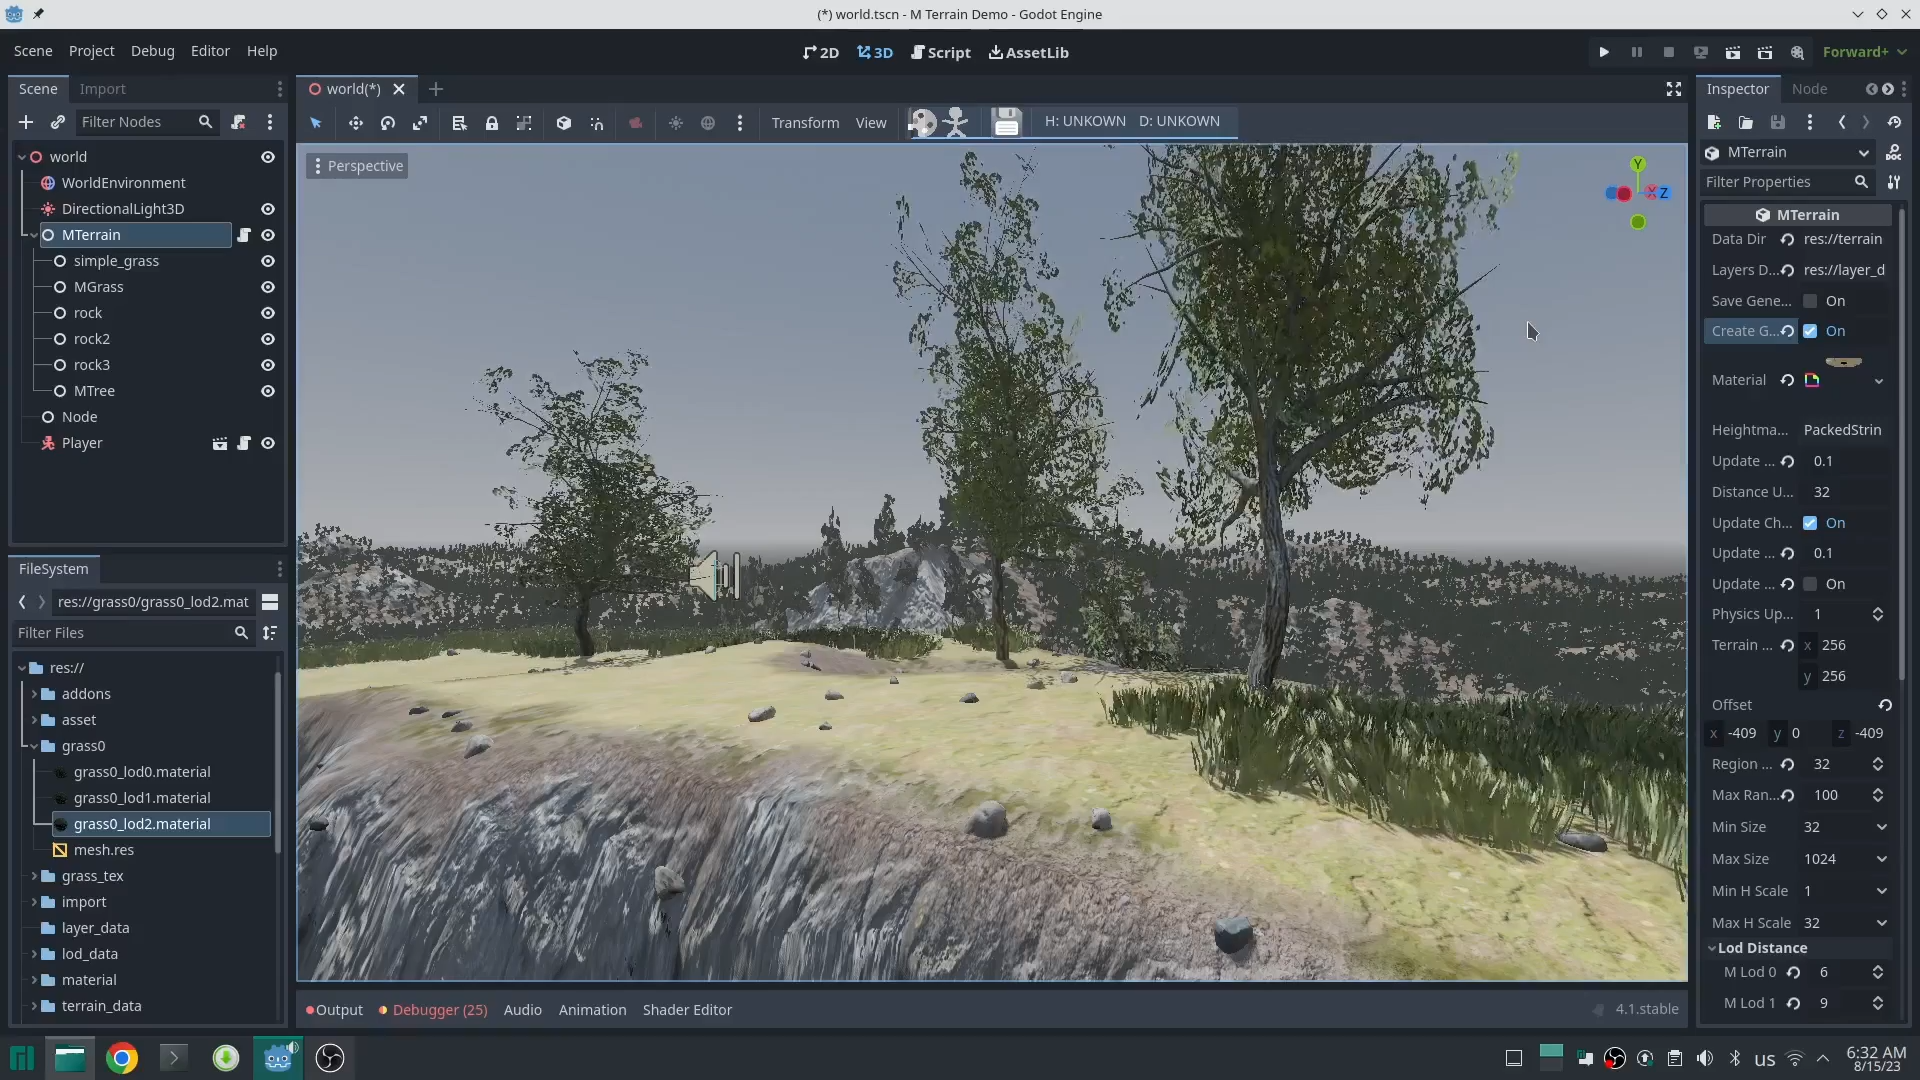 (*) world.tscn - M Terrain Demo - Godot Engine
Scene Project Debug Editor Help
2D 3D Script AssetLib
Forward+
Scene Import
Filter Nodes
world
WorldEnvironment
DirectionalLight3D
MTerrain
simple_grass
MGrass
rock
rock2
rock3
MTree
Node
Player
FileSystem
res://grass0/grass0_lod2.mat
Filter Files
res://
addons
asset
grass0
grass0_lod0.material
grass0_lod1.material
grass0_lod2.material
mesh.res
grass_tex
import
layer_data
lod_data
material
terrain_data
world(*)
Transform View
H: UNKOWN D: UNKOWN
Perspective
Y
X Z
Output Debugger (25) Audio Animation Shader Editor
4.1.stable
Inspector Node
MTerrain
Filter Properties
MTerrain
Data Dir res://terrain
Layers D... res://layer_d
Save Gene... On
Create G... On
Material
Heightma... PackedStrin
Update ... 0.1
Distance U... 32
Update Ch... On
Update ... 0.1
Update ... On
Physics Up... 1
Terrain ... x 256
y 256
Offset
x -409 y 0 z -409
Region ... 32
Max Ran... 100
Min Size 32
Max Size 1024
Min H Scale 1
Max H Scale 32
Lod Distance
M Lod 0 6
M Lod 1 9
us
6:32 AM
8/15/23